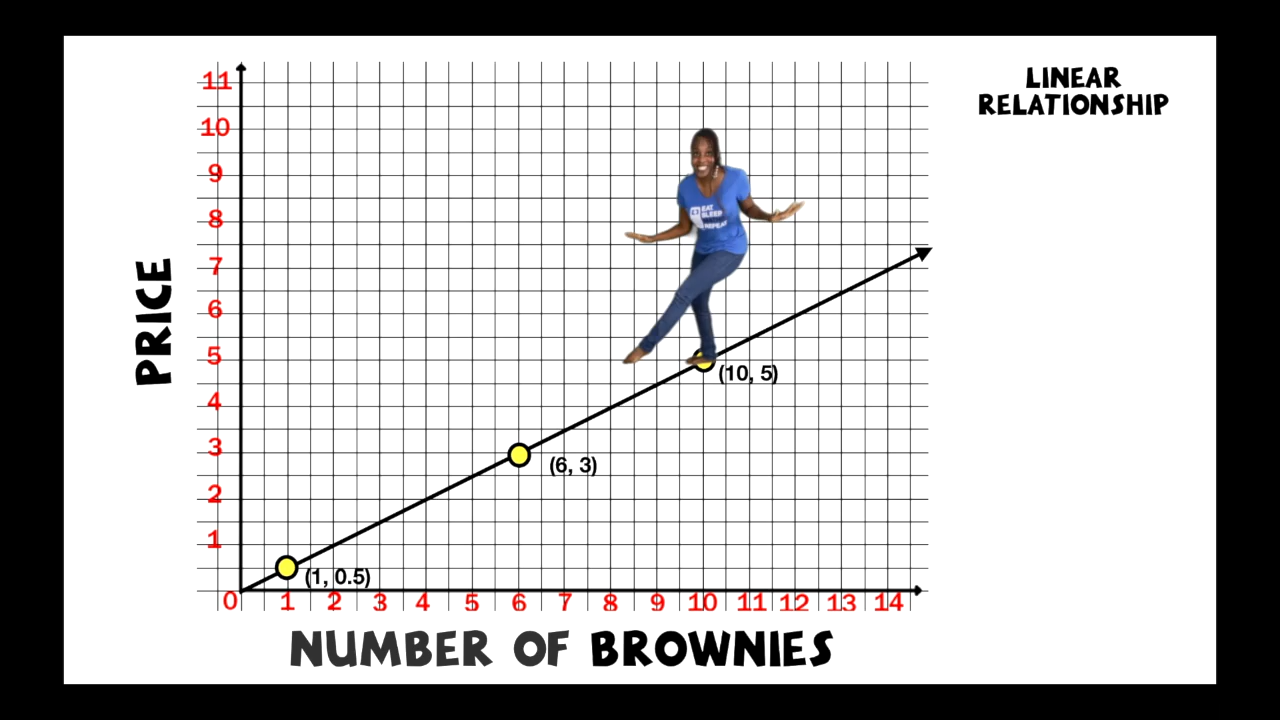 LINEAR
RELATIONSHIP
11
10
9
8
7
6
5
4
3
2
1
PRICE
EAT
SLEEP
REPEAT
(10, 5)
(6, 3)
(1, 0.5)
0 1 2 3 4 5 6 7 8 9 10 11 12 13 14
NUMBER OF BROWNIES